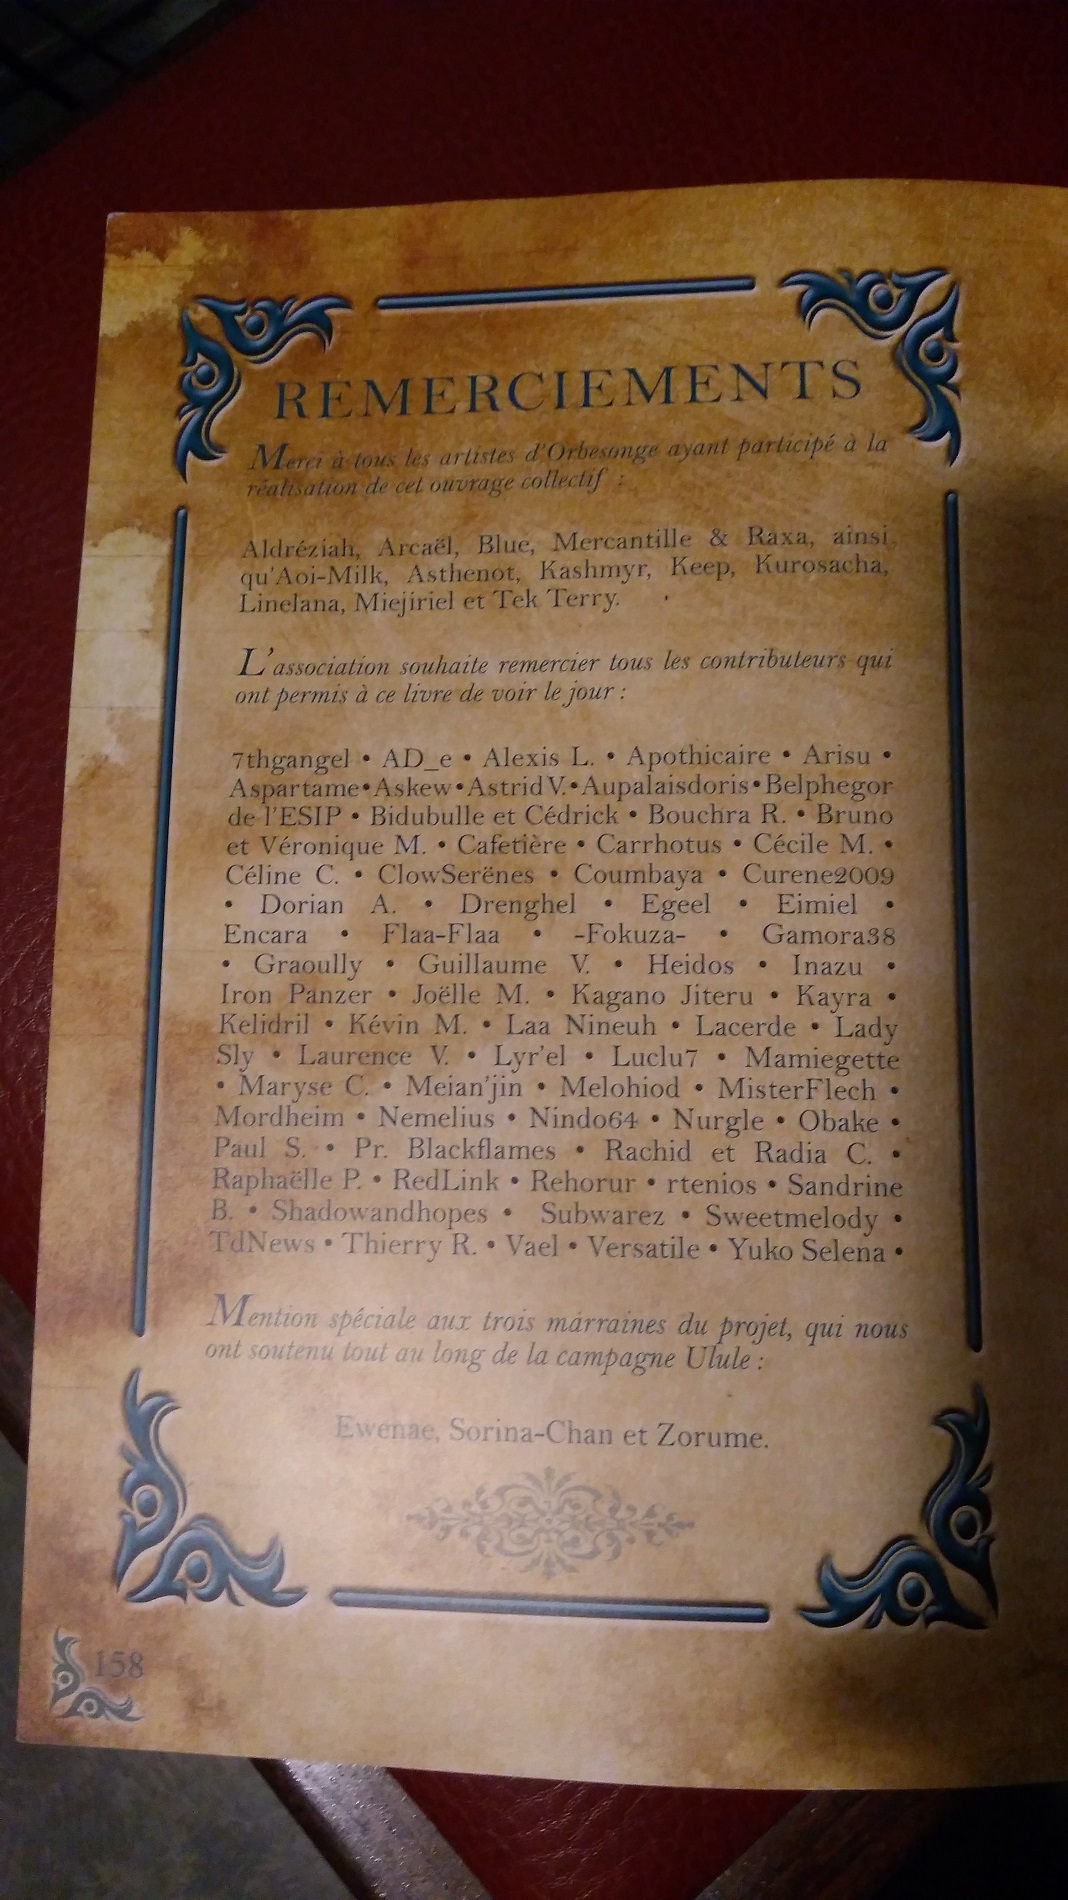 REMERCIEMENTS
Merci à tous les artistes d'Orbesonge ayant participé à la
réalisation de cet ouvrage collectif :
Aldréziah, Arcaël, Blue, Mercantille & Raxa, ainsi
qu'Aoi-Milk, Asthenot, Kashmyr, Keep, Kurosacha,
Linelana, Miejiriel et Tek Terry.
L'association souhaite remercier tous les contributeurs qui
ont permis à ce livre de voir le jour :
7thgangel • AD_e • Alexis L. • Apothicaire • Arisu •
Aspartame • Askew • Astrid V. • Aupalaisdoris • Belphegor
de l'ESIP • Bidubulle et Cédrick • Bouchra R. • Bruno
et Véronique M. • Cafetière • Carrhotus • Cécile M. •
Céline C. • ClowSerënes • Coumbaya • Curene2009
• Dorian A. • Drenghel • Egeel • Eimiel •
Encara • Flaa-Flaa • -Fokuza- • Gamora38
• Graoully • Guillaume V. • Heidos • Inazu •
Iron Panzer • Joëlle M. • Kagano Jiteru • Kayra •
Kelidril • Kévin M. • Laa Nineuh • Lacerde • Lady
Sly • Laurence V. • Lyr'el • Luclu7 • Mamiegette
• Maryse C. • Meian'jin • Melohiod • MisterFlech •
Mordheim • Nemelius • Nindo64 • Nurgle • Obake •
Paul S. • Pr. Blackflames • Rachid et Radia C. •
Raphaëlle P. • RedLink • Rehorur • rtenios • Sandrine
B. • Shadowandhopes • Subwarez • Sweetmelody •
TdNews • Thierry R. • Vael • Versatile • Yuko Selena •
Mention spéciale aux trois marraines du projet, qui nous
ont soutenu tout au long de la campagne Ulule :
Ewenae, Sorina-Chan et Zorume.
158